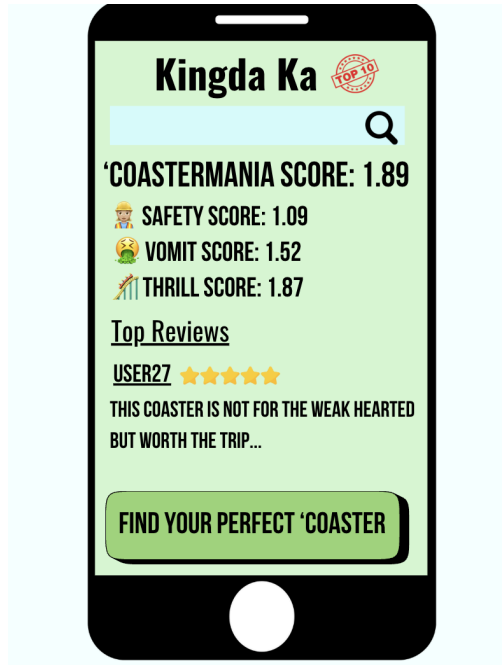 Kingda Ka
TOP 10
‘COASTERMANIA SCORE: 1.89
SAFETY SCORE: 1.09
VOMIT SCORE: 1.52
THRILL SCORE: 1.87
Top Reviews
USER27
THIS COASTER IS NOT FOR THE WEAK HEARTED
BUT WORTH THE TRIP...
FIND YOUR PERFECT ‘COASTER